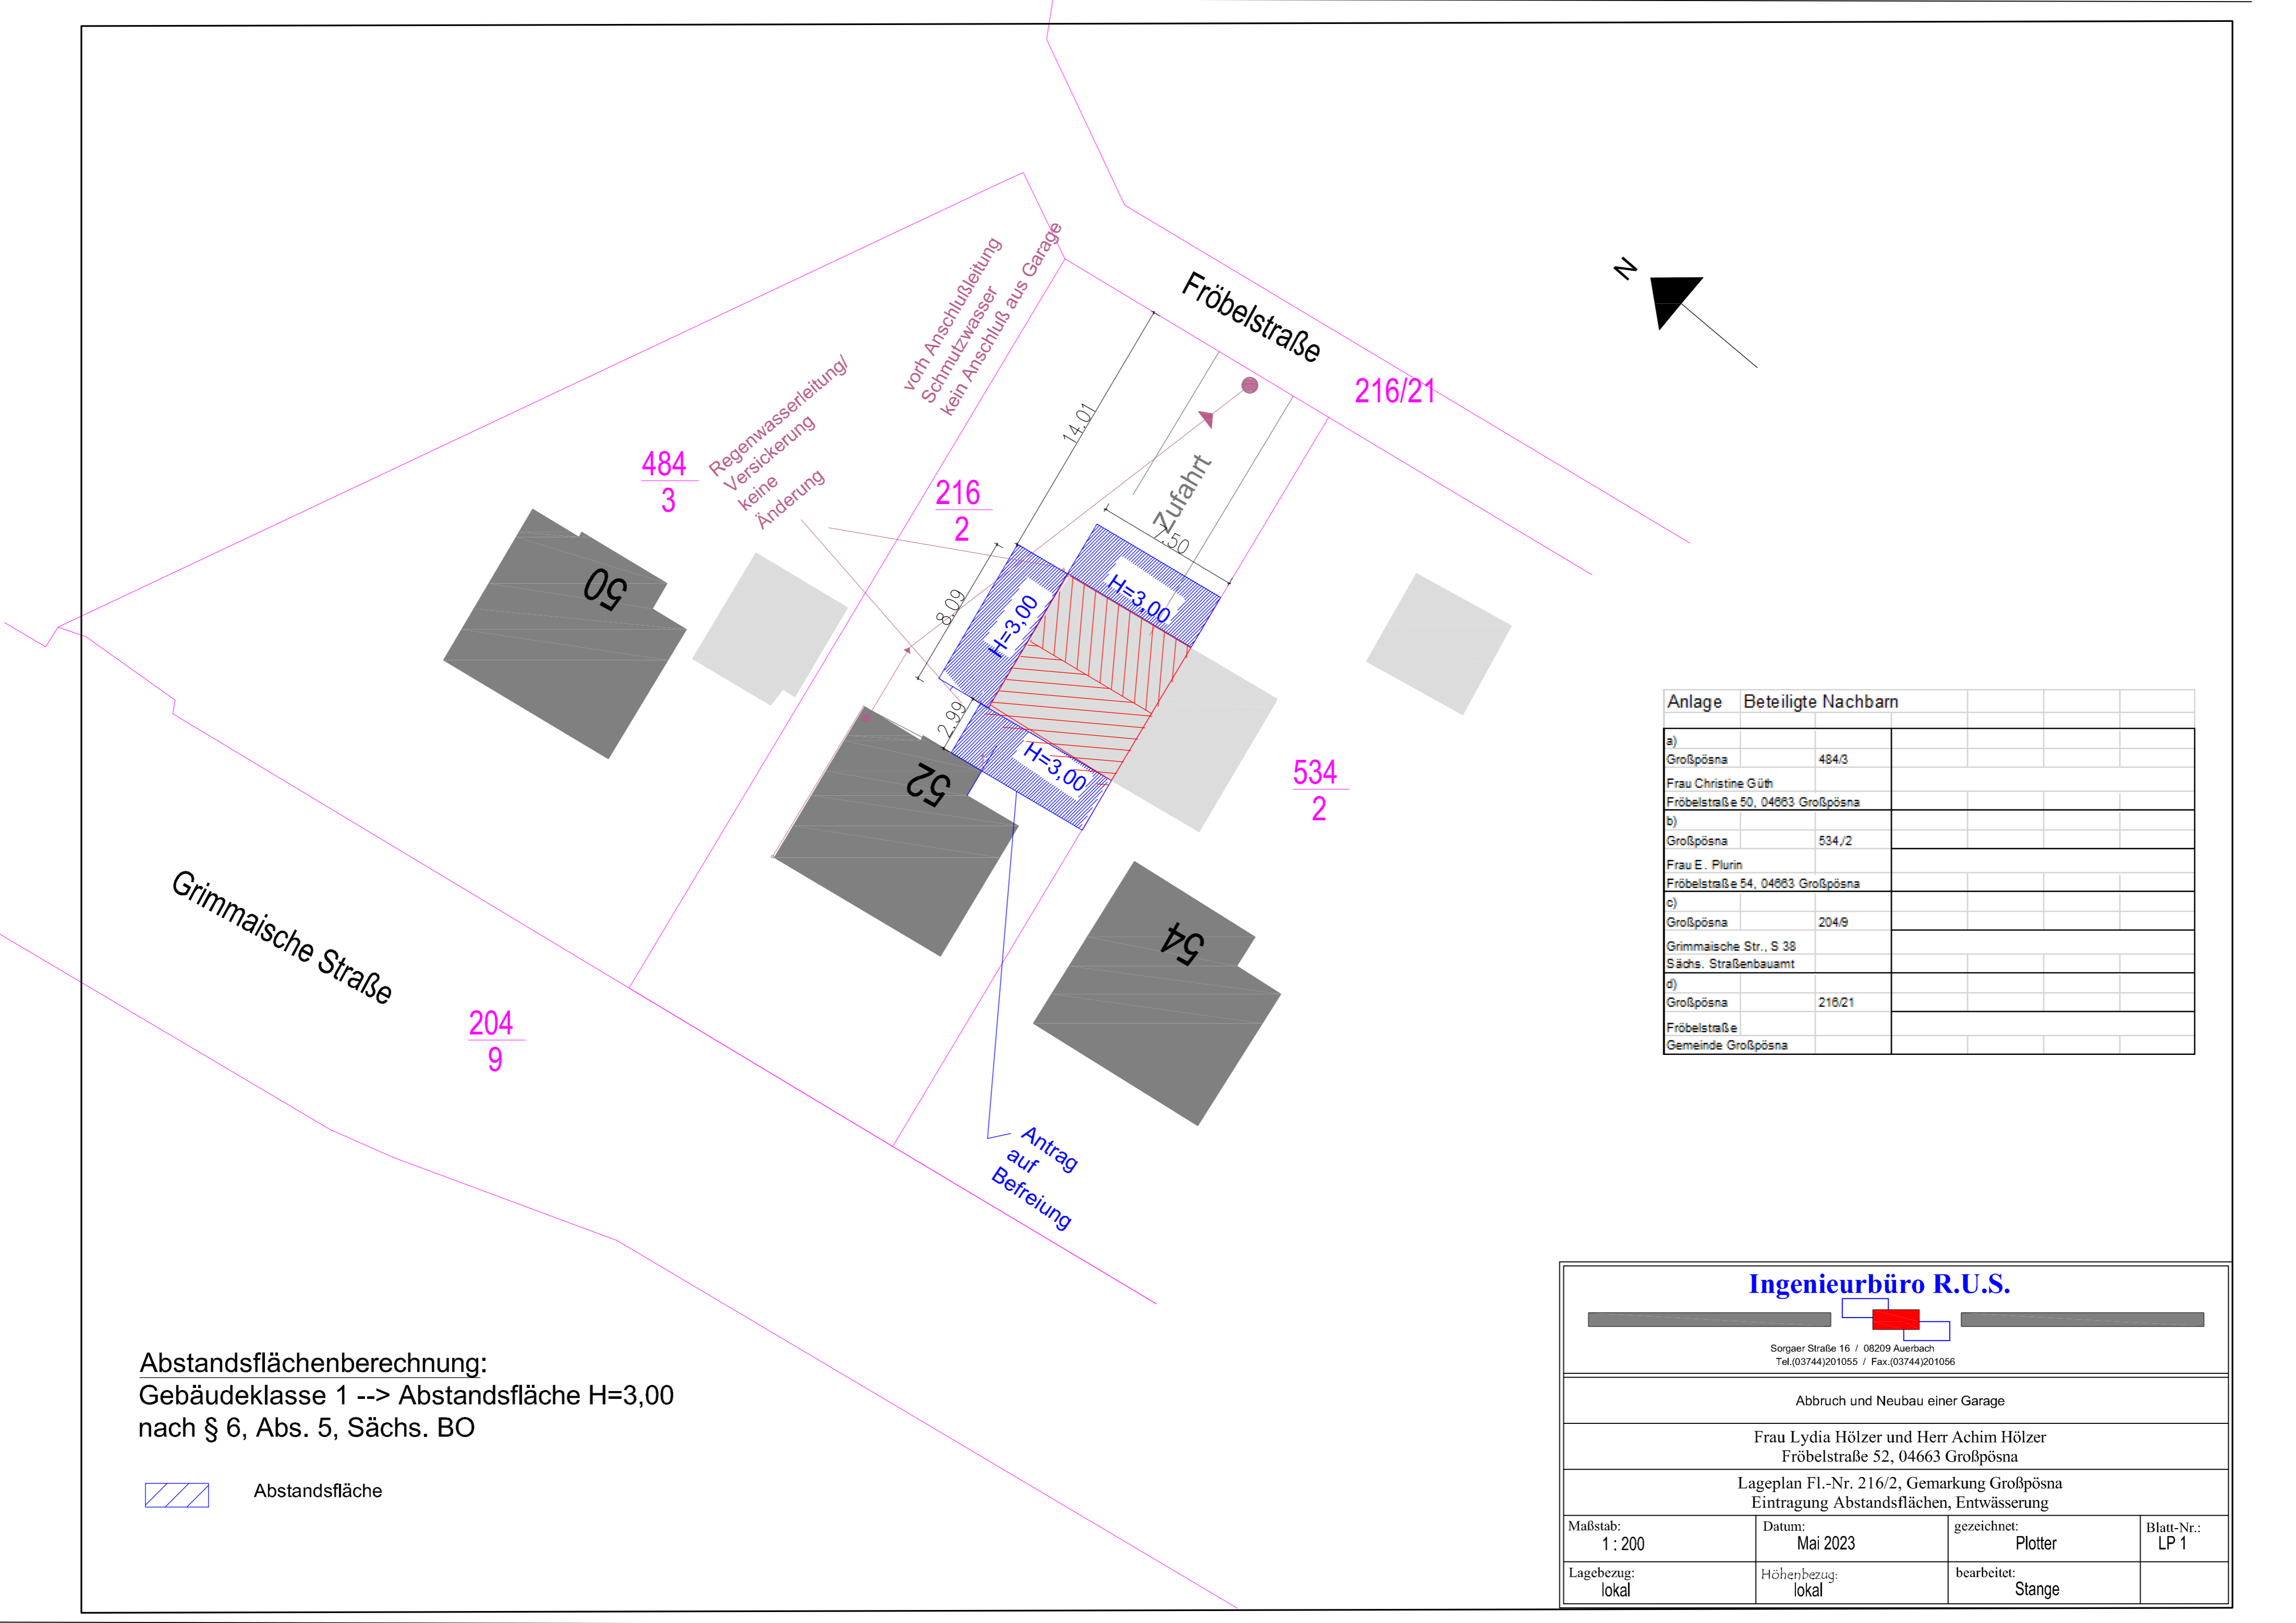 Fröbelstraße
216/21
N
vorh Anschlußleitung
Schmutzwasser
kein Anschluß aus Garage
Regenwasserleitung/
Versickerung
keine
Änderung
14.01
Zufahrt
7.50
484
3
216
2
50
8.09
H=3,00
H=3,00
2.99
H=3,00
52
534
2
54
Grimmaische Straße
204
9
Antrag
auf
Befreiung
Anlage Beteiligte Nachbarn
a)
Großpösna 484/3
Frau Christine Güth
Fröbelstraße 50, 04663 Großpösna
b)
Großpösna 534,/2
Frau E. Plurin
Fröbelstraße 54, 04663 Großpösna
c)
Großpösna 204/9
Grimmaische Str., S 38
Sächs. Straßenbauamt
d)
Großpösna 216/21
Fröbelstraße
Gemeinde Großpösna
Abstandsflächenberechnung:
Gebäudeklasse 1 --> Abstandsfläche H=3,00
nach § 6, Abs. 5, Sächs. BO
Abstandsfläche
Ingenieurbüro R.U.S.
Sorgaer Straße 16 / 08209 Auerbach
Tel.(03744)201055 / Fax.(03744)201056
Abbruch und Neubau einer Garage
Frau Lydia Hölzer und Herr Achim Hölzer
Fröbelstraße 52, 04663 Großpösna
Lageplan Fl.-Nr. 216/2, Gemarkung Großpösna
Eintragung Abstandsflächen, Entwässerung
Maßstab: Datum: gezeichnet: Blatt-Nr.:
1 : 200 Mai 2023 Plotter LP 1
Lagebezug: Höhenbezug: bearbeitet:
lokal lokal Stange